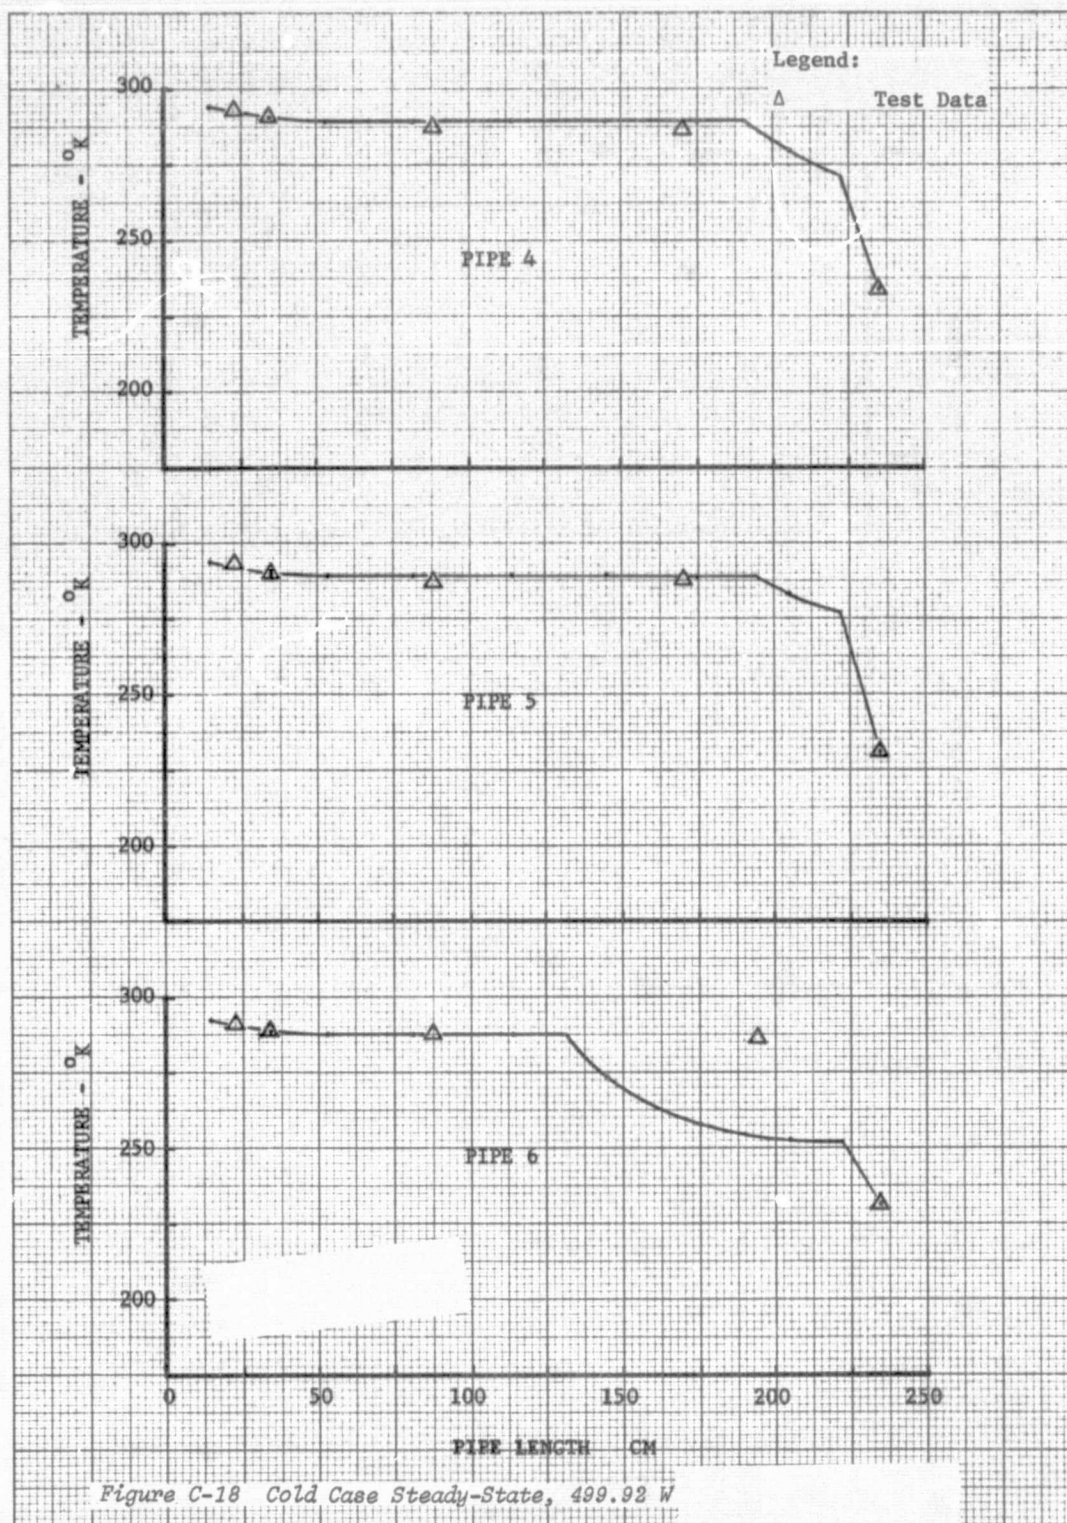 Legend:
Δ Test Data
300
250
200
TEMPERATURE - °K
PIPE 4
300
250
200
TEMPERATURE - °K
PIPE 5
300
250
200
TEMPERATURE - °K
PIPE 6
0 50 100 150 200 250
PIPE LENGTH CM
Figure C-18 Cold Case Steady-State, 499.92 W